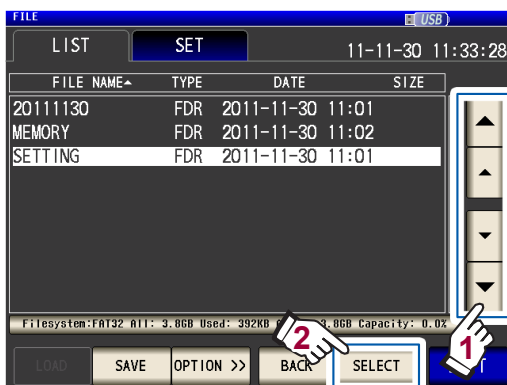 FILE
USB
LIST SET 11-11-30 11:33:28
FILE NAME TYPE DATE SIZE
20111130 FDR 2011-11-30 11:01
MEMORY FDR 2011-11-30 11:02
SETTING FDR 2011-11-30 11:01
Filesystem:FAT32 All: 3.8GB Used: 392KB 3.8GB Capacity: 0.0%
2
1
LOAD SAVE OPTION >> BACK SELECT